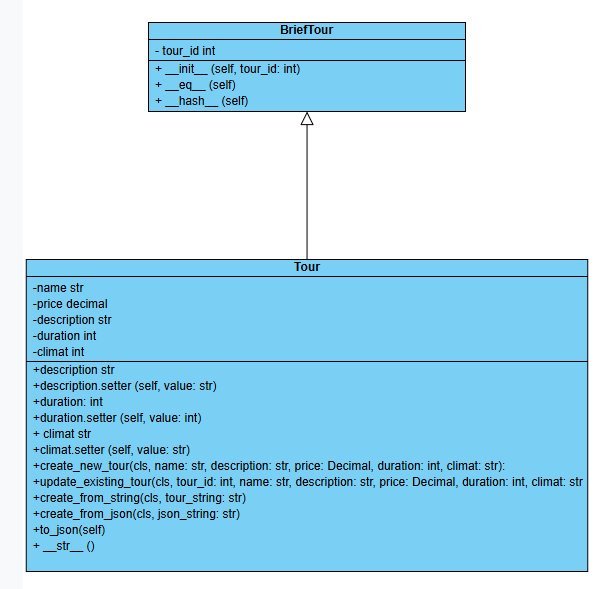 BriefTour
- tour_id int
+ __init__ (self, tour_id: int)
+ __eq__ (self)
+ __hash__ (self)
Tour
-name str
-price decimal
-description str
-duration int
-climat int
+description str
+description.setter (self, value: str)
+duration: int
+duration.setter (self, value: int)
+ climat str
+climat.setter (self, value: str)
+create_new_tour(cls, name: str, description: str, price: Decimal, duration: int, climat: str):
+update_existing_tour(cls, tour_id: int, name: str, description: str, price: Decimal, duration: int, climat: str
+create_from_string(cls, tour_string: str)
+create_from_json(cls, json_string: str)
+to_json(self)
+ __str__ ()